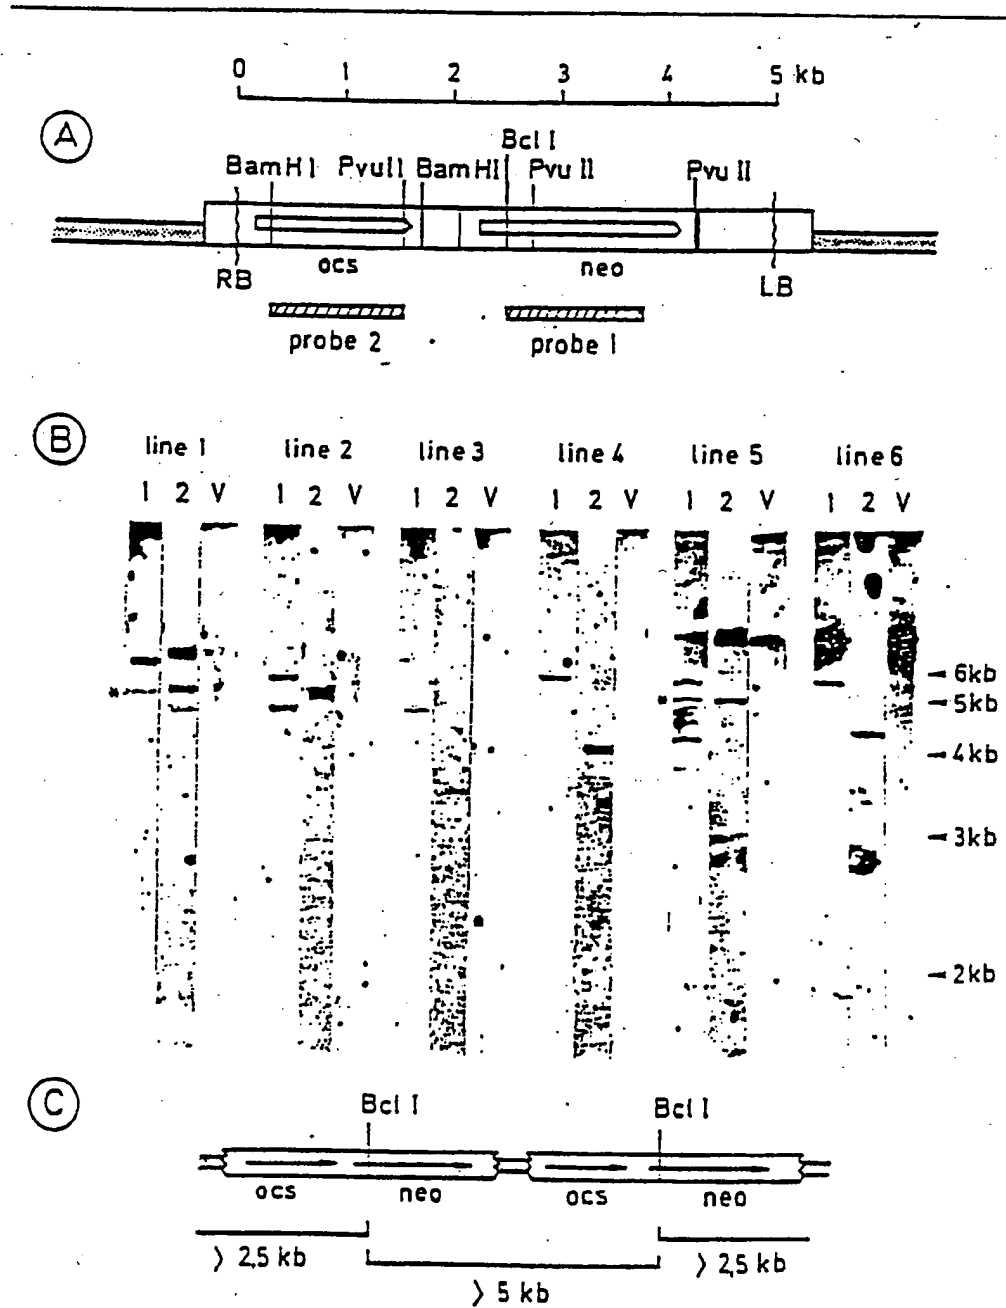 0 1 2 3 4 5 kb
A
Bcl I
BamHI PvuII BamHI Pvu II Pvu II
ocs neo
RB LB
probe 2 probe 1
B
line 1 line 2 line 3 line 4 line 5 line 6
1 2 V 1 2 V 1 2 V 1 2 V 1 2 V 1 2 V
6kb
* * 5kb
4kb
3kb
2kb
C
Bcl I Bcl I
ocs neo ocs neo
> 2,5 kb > 2,5 kb
> 5 kb